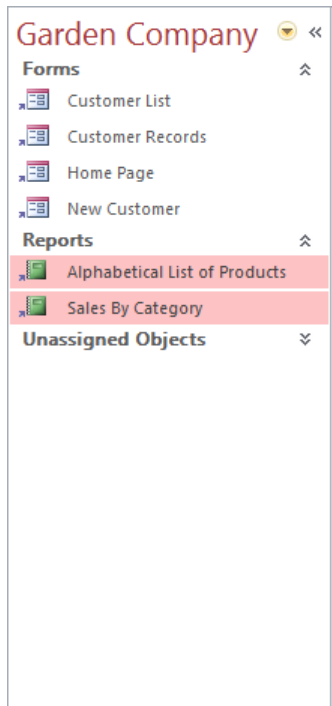 Garden Company
Forms
Customer List
Customer Records
Home Page
New Customer
Reports
Alphabetical List of Products
Sales By Category
Unassigned Objects